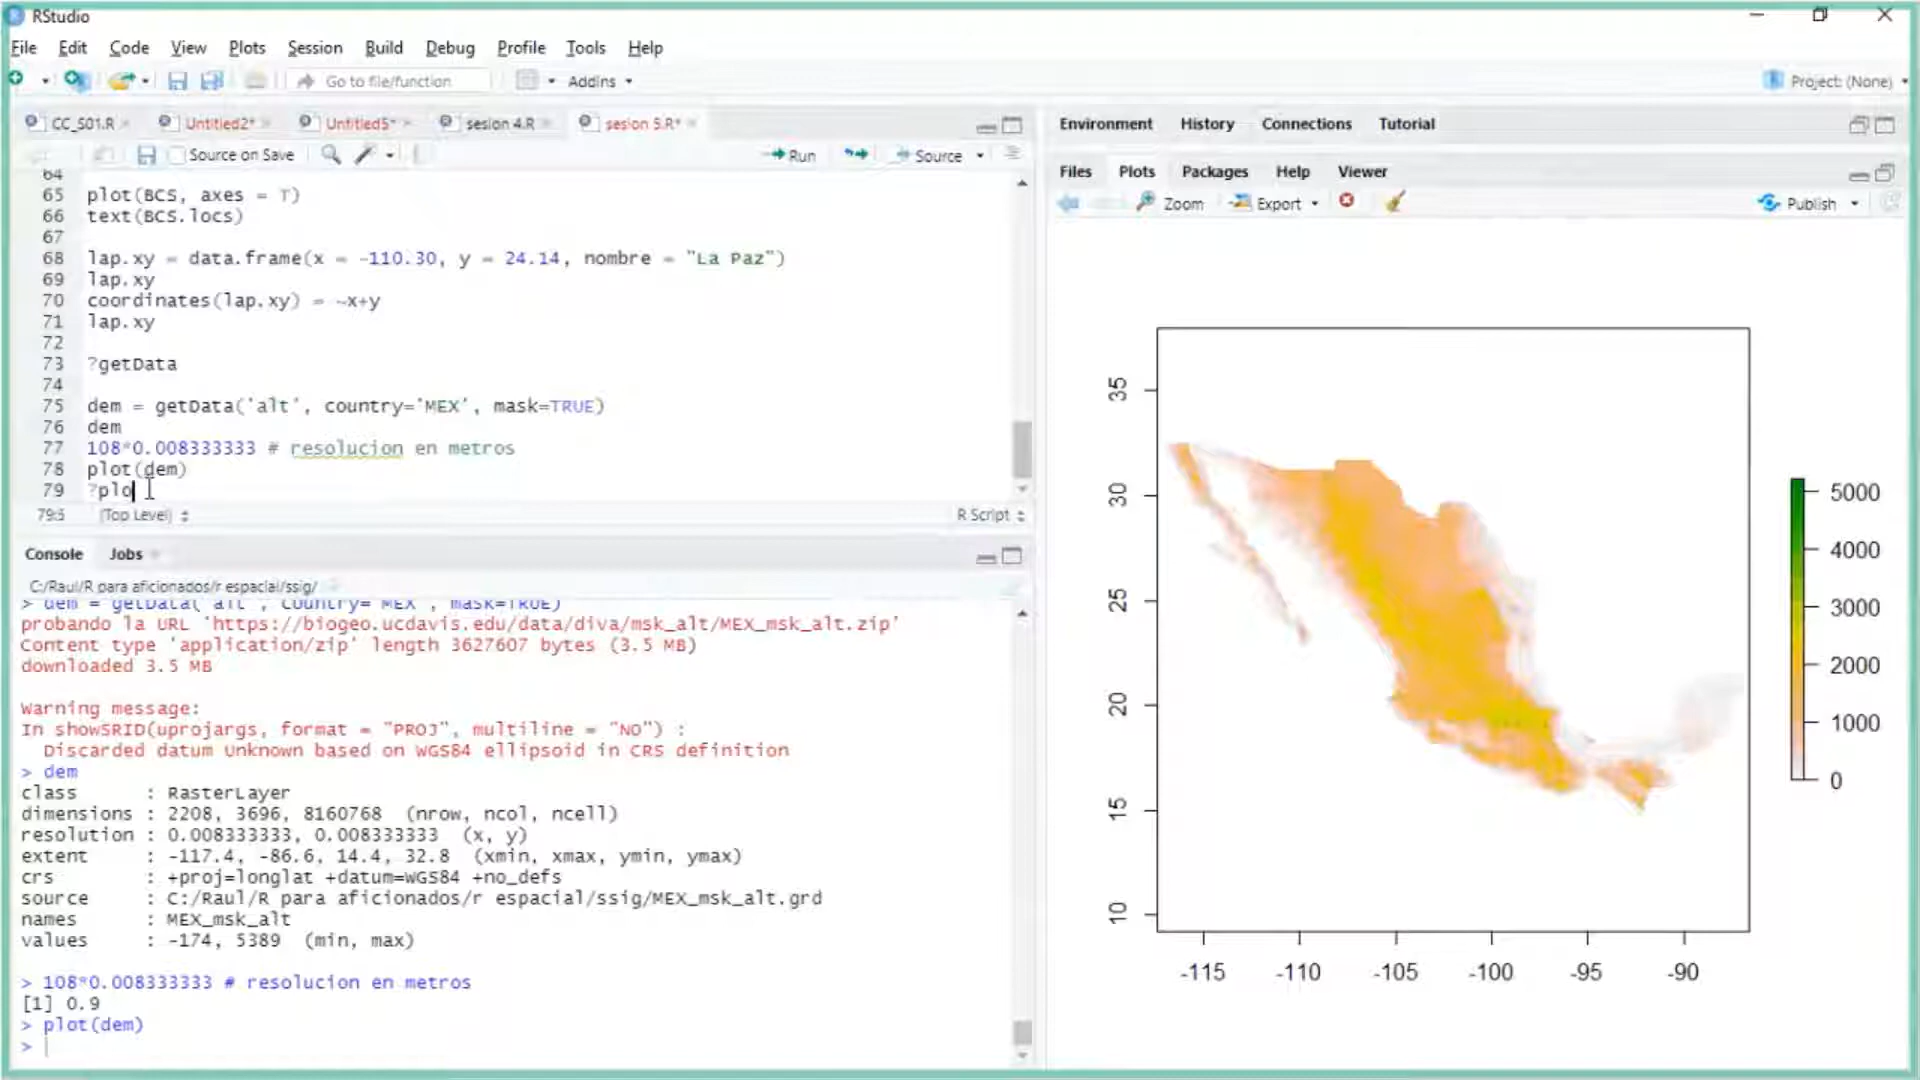 RStudio
File Edit Code View Plots Session Build Debug Profile Tools Help
Go to file/function Addins Project: (None)
CC_S01.R Untitled2* Untitled5* sesion 4.R sesion 5.R*
Source on Save Run Source
64
65 plot(BCS, axes = T)
66 text(BCS.locs)
67
68 lap.xy = data.frame(x = -110.30, y = 24.14, nombre = "La Paz")
69 lap.xy
70 coordinates(lap.xy) = ~x+y
71 lap.xy
72
73 ?getData
74
75 dem = getData('alt', country='MEX', mask=TRUE)
76 dem
77 108*0.008333333 # resolucion en metros
78 plot(dem)
79 ?plo
79:5 (Top Level) R Script
Console Jobs
C:/Raul/R para aficionados/r espacial/ssig/
> dem = getData('alt', country='MEX', mask=TRUE)
probando la URL 'https://biogeo.ucdavis.edu/data/diva/msk_alt/MEX_msk_alt.zip'
Content type 'application/zip' length 3627607 bytes (3.5 MB)
downloaded 3.5 MB
Warning message:
In showSRID(uprojargs, format = "PROJ", multiline = "NO") :
Discarded datum Unknown based on WGS84 ellipsoid in CRS definition
> dem
class : RasterLayer
dimensions : 2208, 3696, 8160768 (nrow, ncol, ncell)
resolution : 0.008333333, 0.008333333 (x, y)
extent : -117.4, -86.6, 14.4, 32.8 (xmin, xmax, ymin, ymax)
crs : +proj=longlat +datum=WGS84 +no_defs
source : C:/Raul/R para aficionados/r espacial/ssig/MEX_msk_alt.grd
names : MEX_msk_alt
values : -174, 5389 (min, max)
> 108*0.008333333 # resolucion en metros
[1] 0.9
> plot(dem)
>
Environment History Connections Tutorial
Files Plots Packages Help Viewer
Zoom Export Publish
35
30
25
20
15
10
-115 -110 -105 -100 -95 -90
5000
4000
3000
2000
1000
0